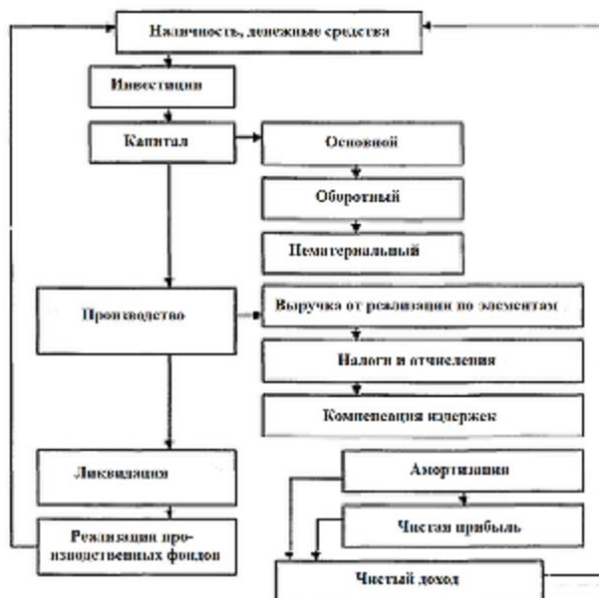 Наличность, денежные средства
Инвестиции
Капитал
Основной
Оборотный
Нематериальный
Производство
Выручка от реализации по элементам
Налоги и отчисления
Компенсация издержек
Ликвидация
Амортизация
Реализация про-
изводственных фондов
Чистая прибыль
Чистый доход